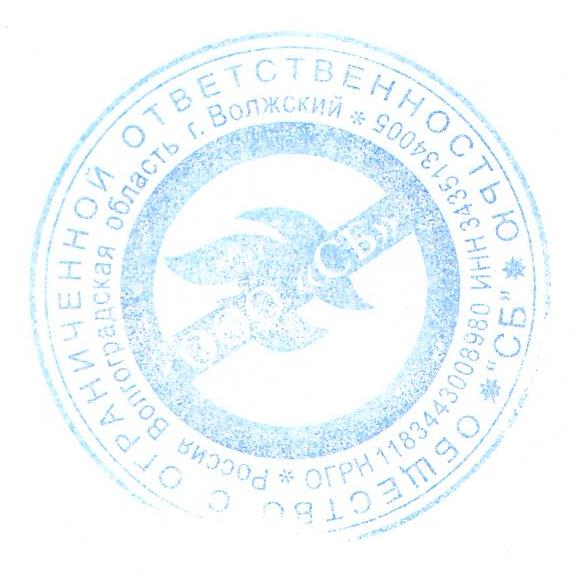 ОБЩЕСТВО С ОГРАНИЧЕННОЙ ОТВЕТСТВЕННОСТЬЮ * "СБ" *
* Россия Волгоградская область г. Волжский * ОГРН 1183443008980 ИНН 3435134005
ООО «СБ»